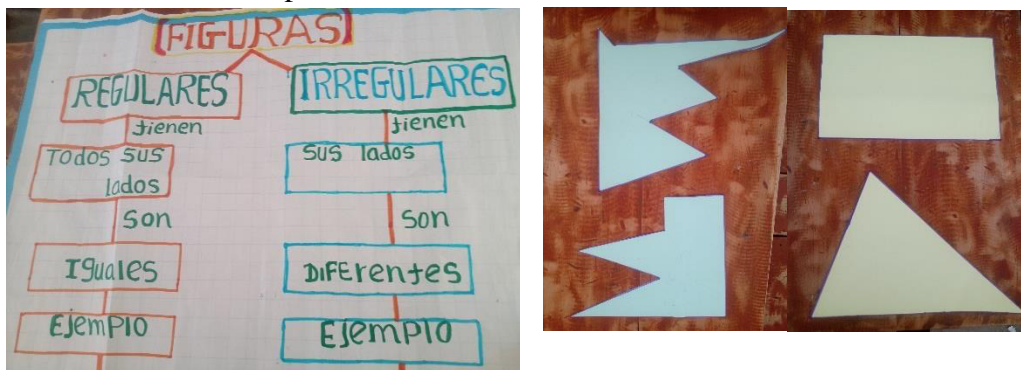 FIGURAS
REGULARES
IRREGULARES
tienen
tienen
TODOS SUS
lados
SUS lados
SON
SON
IGuales
DIFErentes
EJemplo
EJemplo